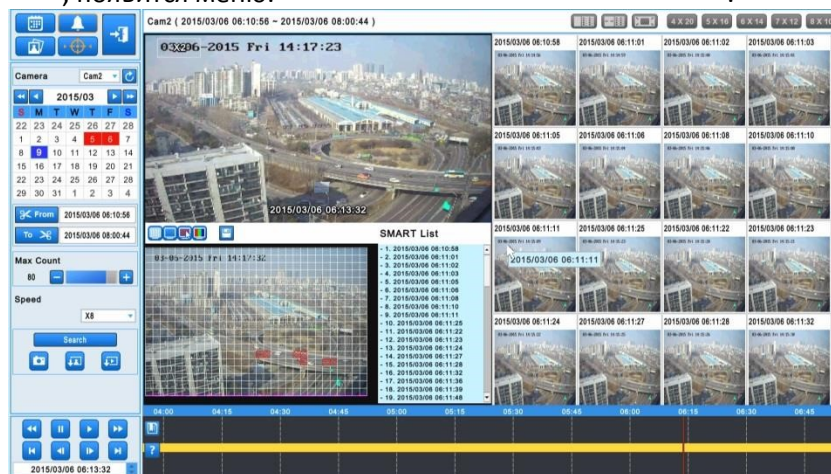 появятся меню.
Cam2 ( 2015/03/06 06:10:56 ~ 2015/03/06 08:00:44 )
4 X 20
5 X 16
6 X 14
7 X 12
8 X 10
Camera
Cam2
2015/03
S M T W T F S
22 23 24 25 26 27 28
1 2 3 4 5 6 7
8 9 10 11 12 13 14
15 16 17 18 19 20 21
22 23 24 25 26 27 28
29 30 31 1 2 3 4
From 2015/03/06 06:10:56
To 2015/03/06 08:00:44
Max Count
80
Speed
X8
Search
2015/03/06 06:13:32
-2015 Fri 14:17:23
2015/03/06 06:13:32
SMART List
03-06-2015 Fri 14:17:32
- 1. 2015/03/06 06:10:58
- 2. 2015/03/06 06:11:01
- 3. 2015/03/06 06:11:02
- 4. 2015/03/06 06:11:03
- 5. 2015/03/06 06:11:05
- 6. 2015/03/06 06:11:06
- 7. 2015/03/06 06:11:08
- 8. 2015/03/06 06:11:10
- 9. 2015/03/06 06:11:11
- 10. 2015/03/06 06:11:25
- 11. 2015/03/06 06:11:22
- 12. 2015/03/06 06:11:23
- 13. 2015/03/06 06:11:24
- 14. 2015/03/06 06:11:27
- 15. 2015/03/06 06:11:28
- 16. 2015/03/06 06:11:32
- 17. 2015/03/06 06:11:36
- 18. 2015/03/06 06:11:39
- 19. 2015/03/06 06:11:48
2015/03/06 06:10:58 2015/03/06 06:11:01 2015/03/06 06:11:02 2015/03/06 06:11:03
2015/03/06 06:11:05 2015/03/06 06:11:06 2015/03/06 06:11:08 2015/03/06 06:11:10
2015/03/06 06:11:11 2015/03/06 06:11:25 2015/03/06 06:11:22 2015/03/06 06:11:23
2015/03/06 06:11:11
2015/03/06 06:11:24 2015/03/06 06:11:27 2015/03/06 06:11:28 2015/03/06 06:11:32
04:00 04:15 04:30 04:45 05:00 05:15 05:30 05:45 06:00 06:15 06:30 06:45